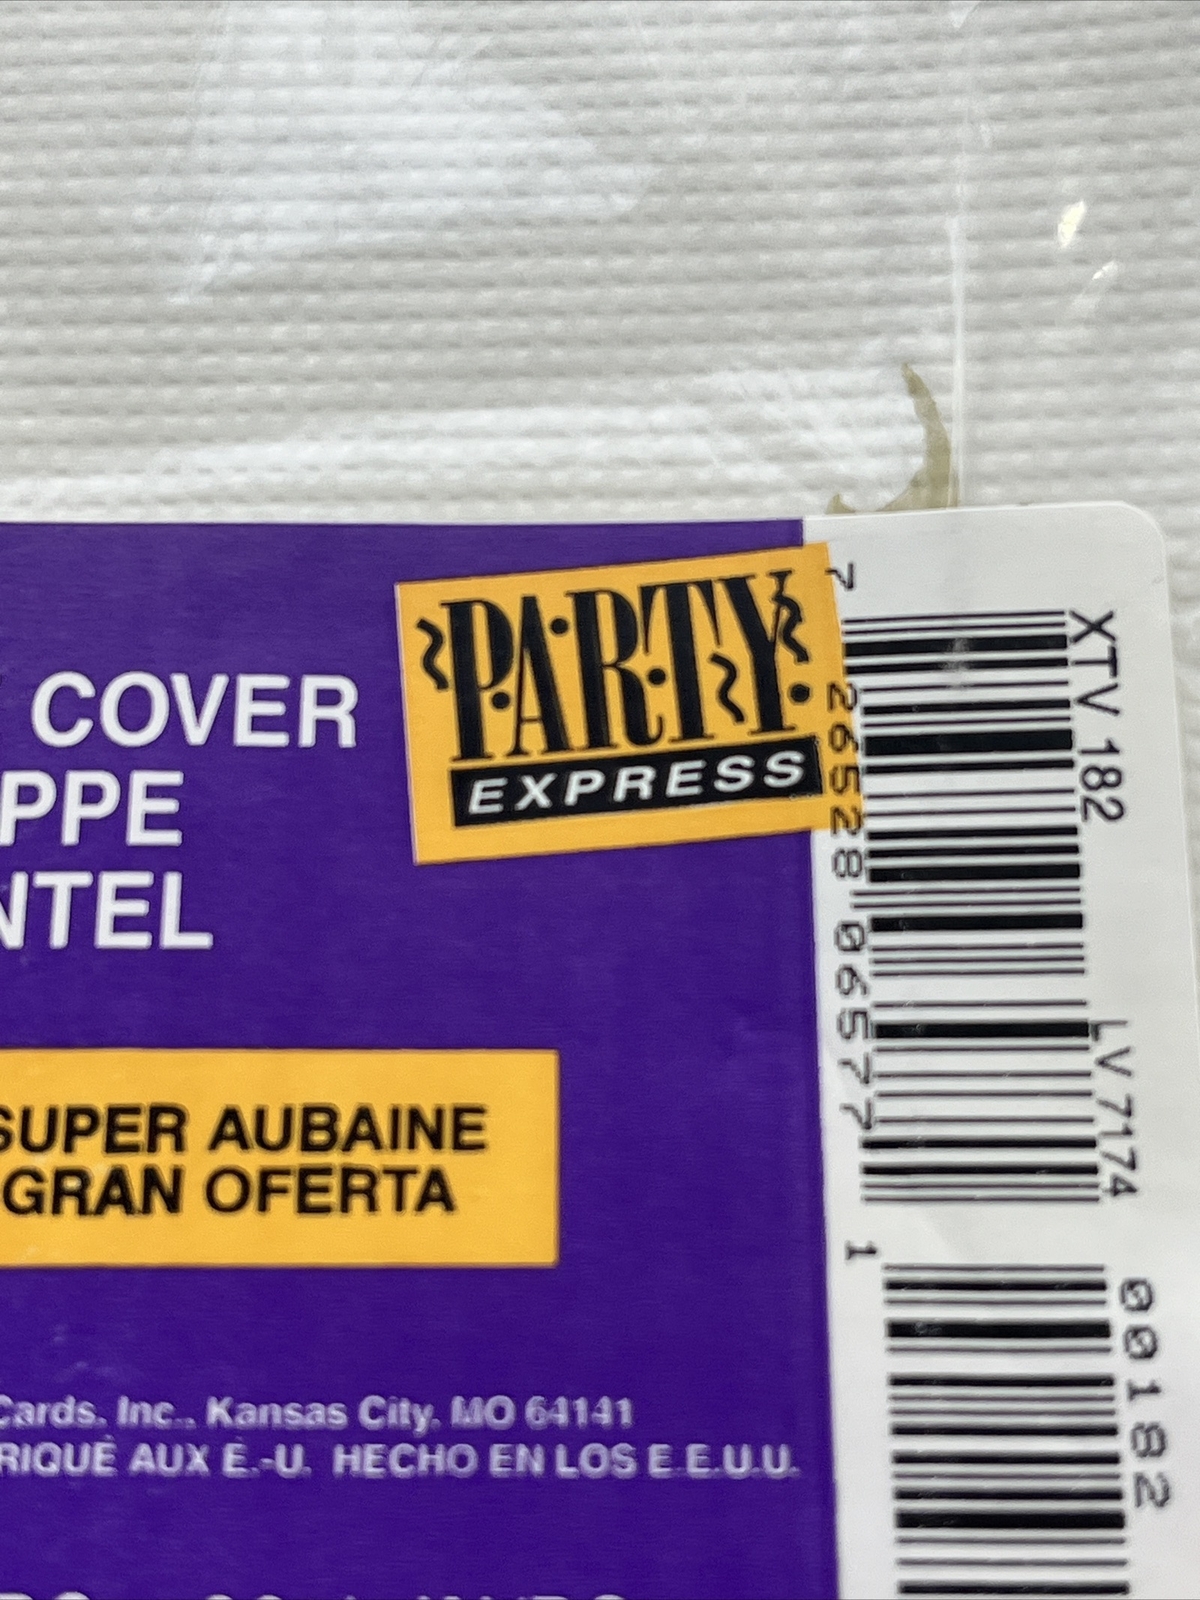 COVER
PPE
NTEL
PARTY
EXPRESS
SUPER AUBAINE
GRAN OFERTA
Cards, Inc., Kansas City, MO 64141
RIQUÉ AUX É.-U. HECHO EN LOS E.E.U.U.
XTV 182
7 26528 06577 1
LV 7174
00182